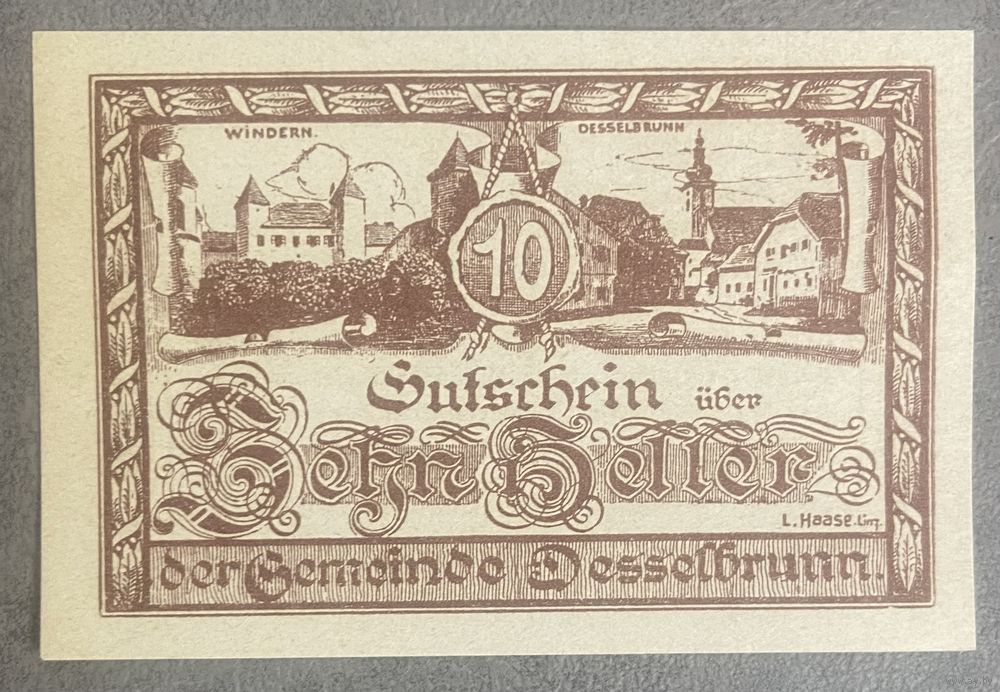 WINDERN.
DESSELBRUNN
10
Gutschein über
Zehn Heller
L. Haase. Linz.
der Gemeinde Desselbrunn.